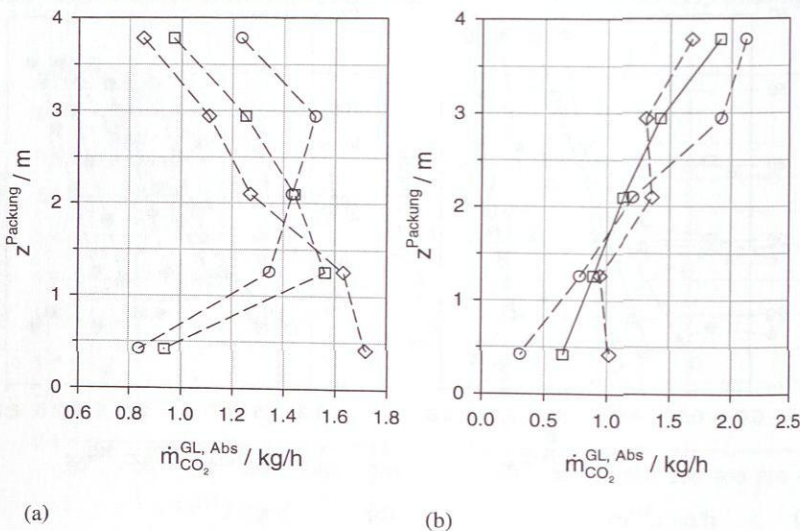 4
3
2
1
0
z^Packung / m
0.6 0.8 1.0 1.2 1.4 1.6 1.8
ṁ_CO₂^GL, Abs / kg/h
(a)
4
3
2
1
0
z^Packung / m
0.0 0.5 1.0 1.5 2.0 2.5
ṁ_CO₂^GL, Abs / kg/h
(b)